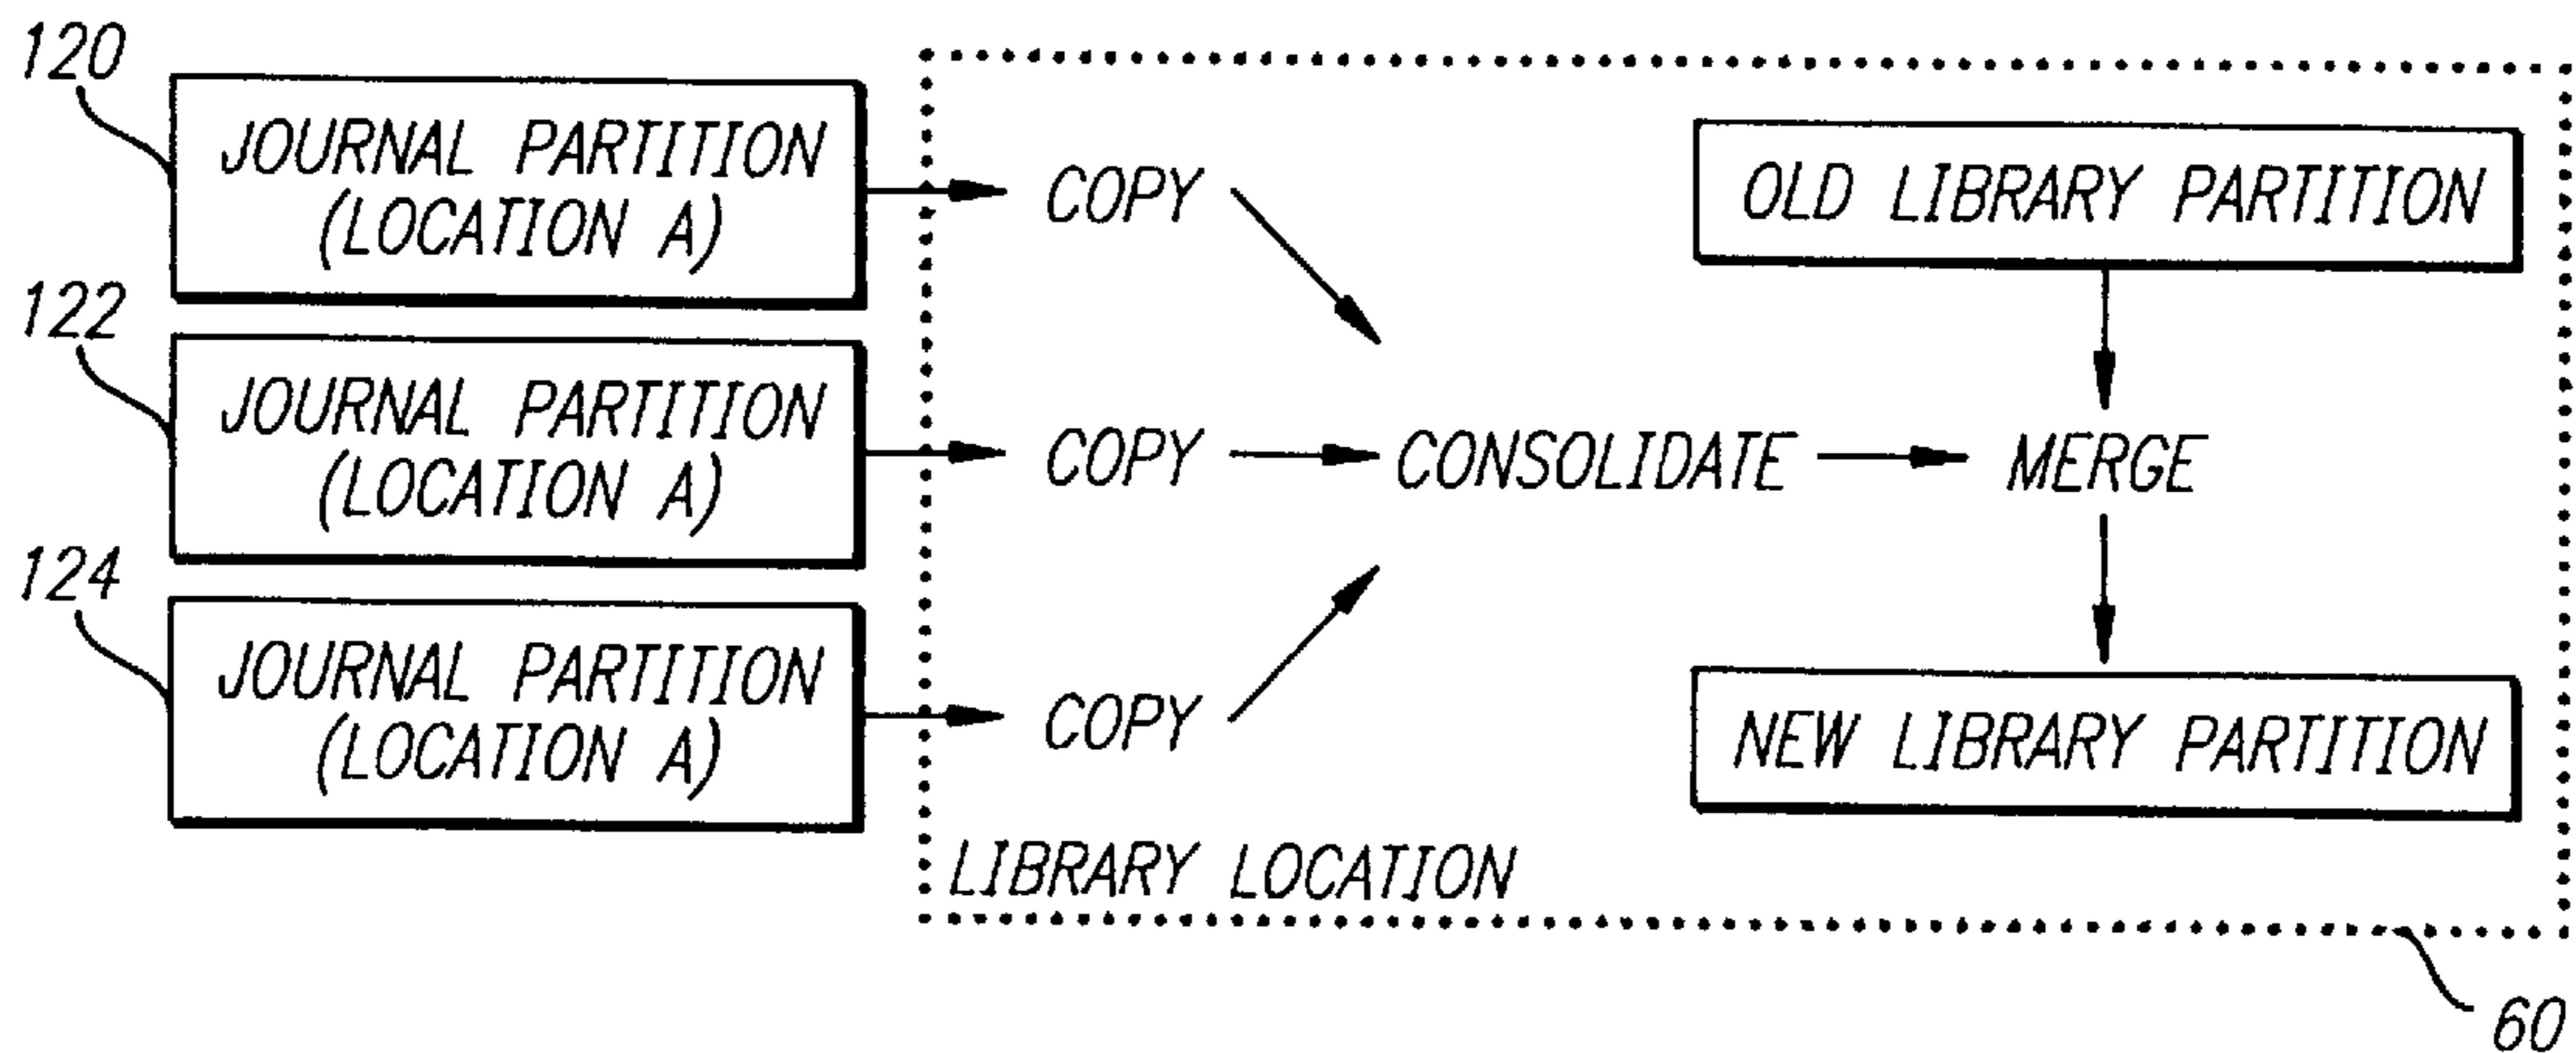 120
JOURNAL PARTITION
(LOCATION A)
COPY
OLD LIBRARY PARTITION
122
JOURNAL PARTITION
(LOCATION A)
COPY
CONSOLIDATE
MERGE
124
JOURNAL PARTITION
(LOCATION A)
COPY
NEW LIBRARY PARTITION
LIBRARY LOCATION
60